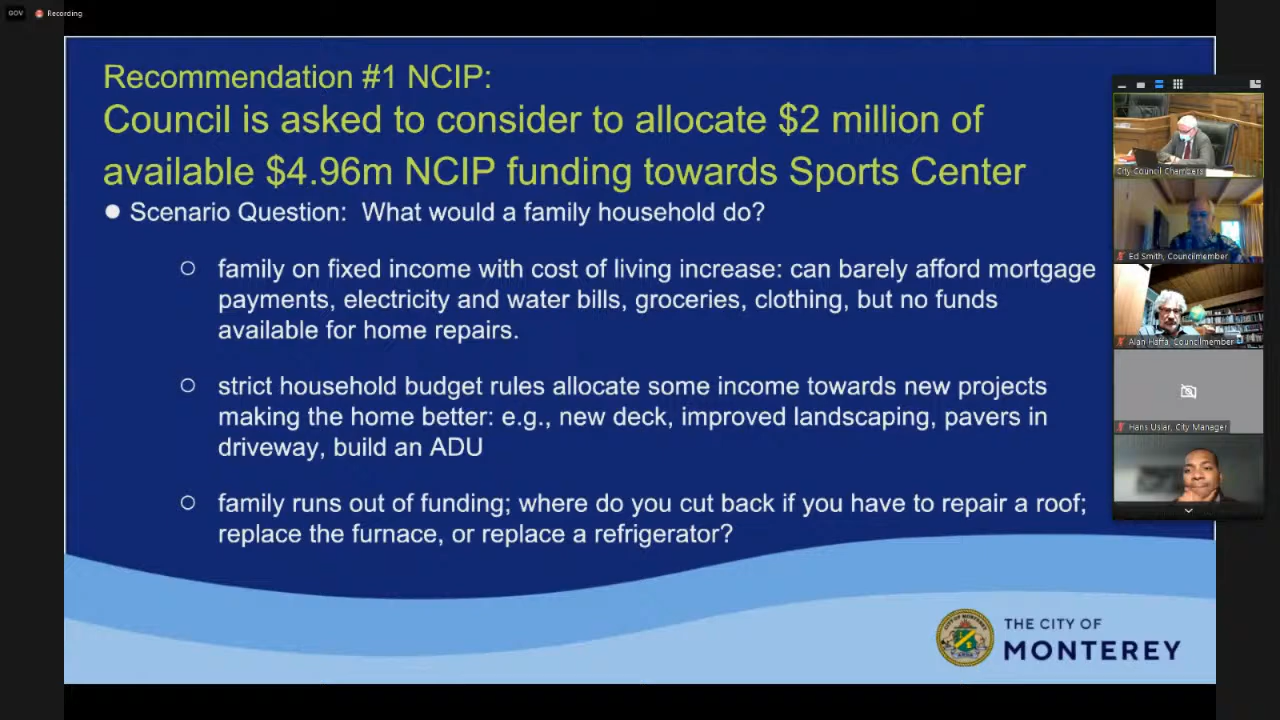 GOV
Recording
Recommendation #1 NCIP:
Council is asked to consider to allocate $2 million of
available $4.96m NCIP funding towards Sports Center
● Scenario Question: What would a family household do?
○ family on fixed income with cost of living increase: can barely afford mortgage
payments, electricity and water bills, groceries, clothing, but no funds
available for home repairs.
○ strict household budget rules allocate some income towards new projects
making the home better: e.g., new deck, improved landscaping, pavers in
driveway, build an ADU
○ family runs out of funding; where do you cut back if you have to repair a roof;
replace the furnace, or replace a refrigerator?
THE CITY OF
MONTEREY
City Council Chambers
Ed Smith, Councilmember
Alan Haffa, Councilmember
Hans Uslar, City Manager